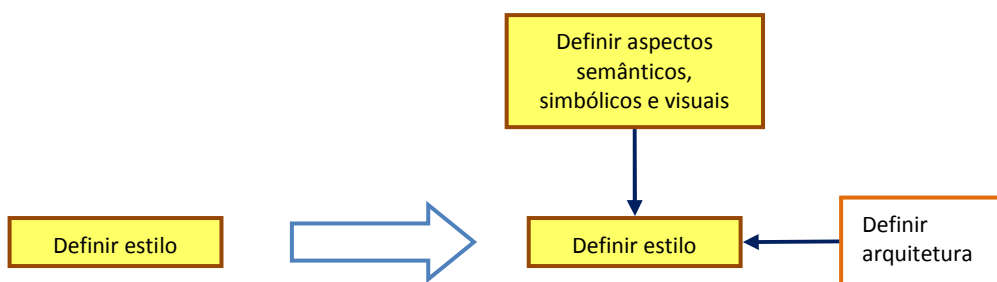 Definir aspectos
semânticos,
simbólicos e visuais
Definir estilo
Definir estilo
Definir
arquitetura